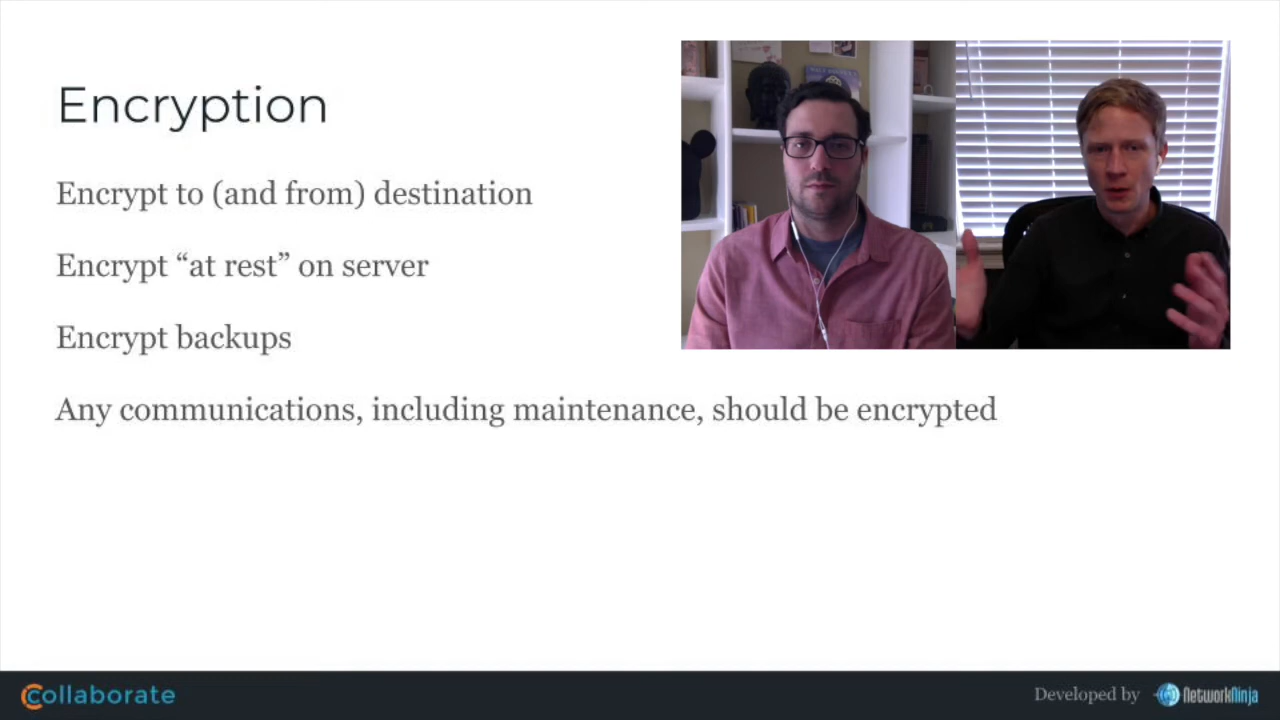 Encryption
Encrypt to (and from) destination
Encrypt “at rest” on server
Encrypt backups
Any communications, including maintenance, should be encrypted
Collaborate
Developed by NetworkNinja